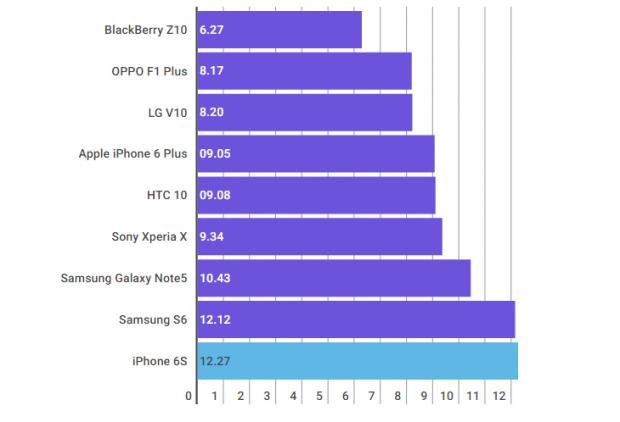 BlackBerry Z10 6.27
OPPO F1 Plus 8.17
LG V10 8.20
Apple iPhone 6 Plus 09.05
HTC 10 09.08
Sony Xperia X 9.34
Samsung Galaxy Note5 10.43
Samsung S6 12.12
iPhone 6S 12.27
0 1 2 3 4 5 6 7 8 9 10 11 12